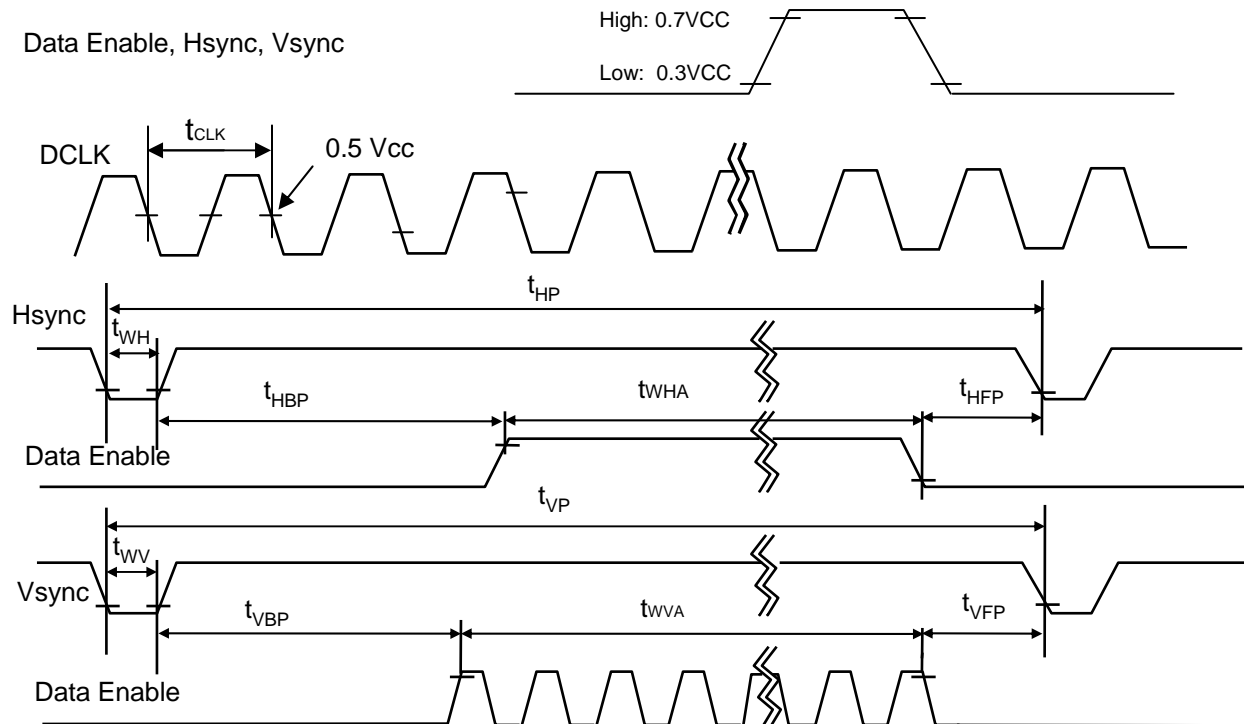 High: 0.7VCC
Data Enable, Hsync, Vsync
Low: 0.3VCC
tCLK
DCLK
0.5 Vcc
tHP
Hsync
tWH
tHBP
tWHA
tHFP
Data Enable
tVP
tWV
Vsync
tVBP
tWVA
tVFP
Data Enable